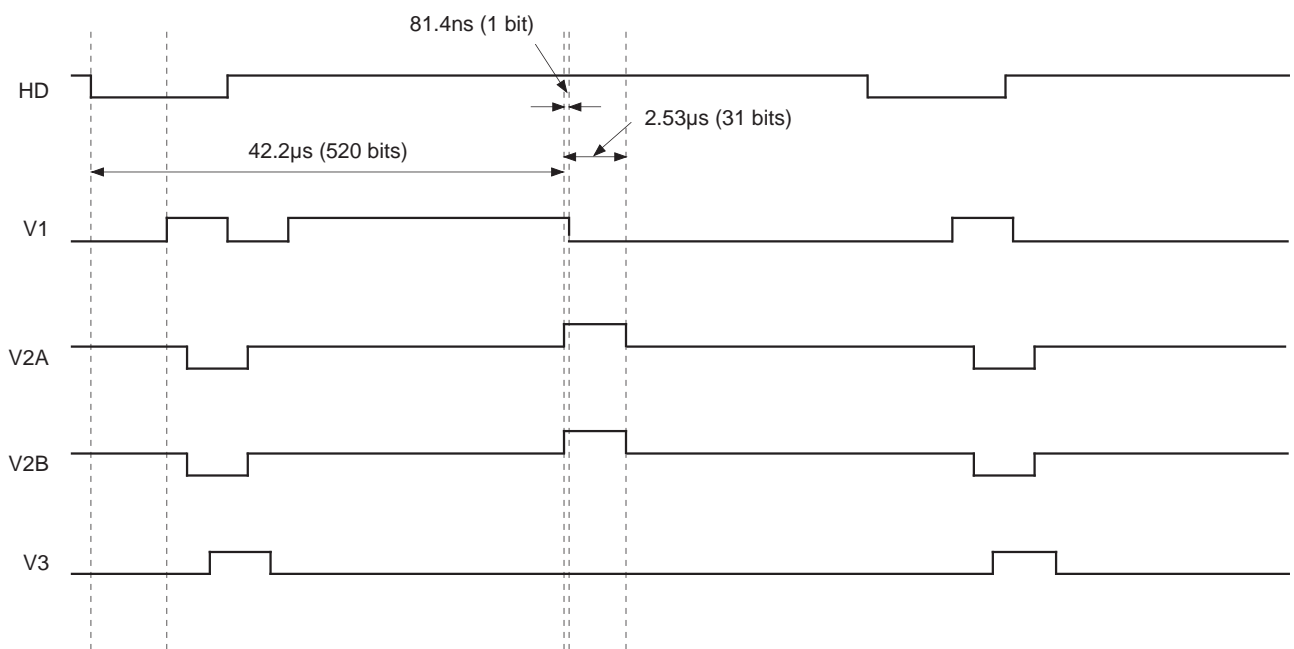 81.4ns (1 bit)
HD
2.53µs (31 bits)
42.2µs (520 bits)
V1
V2A
V2B
V3